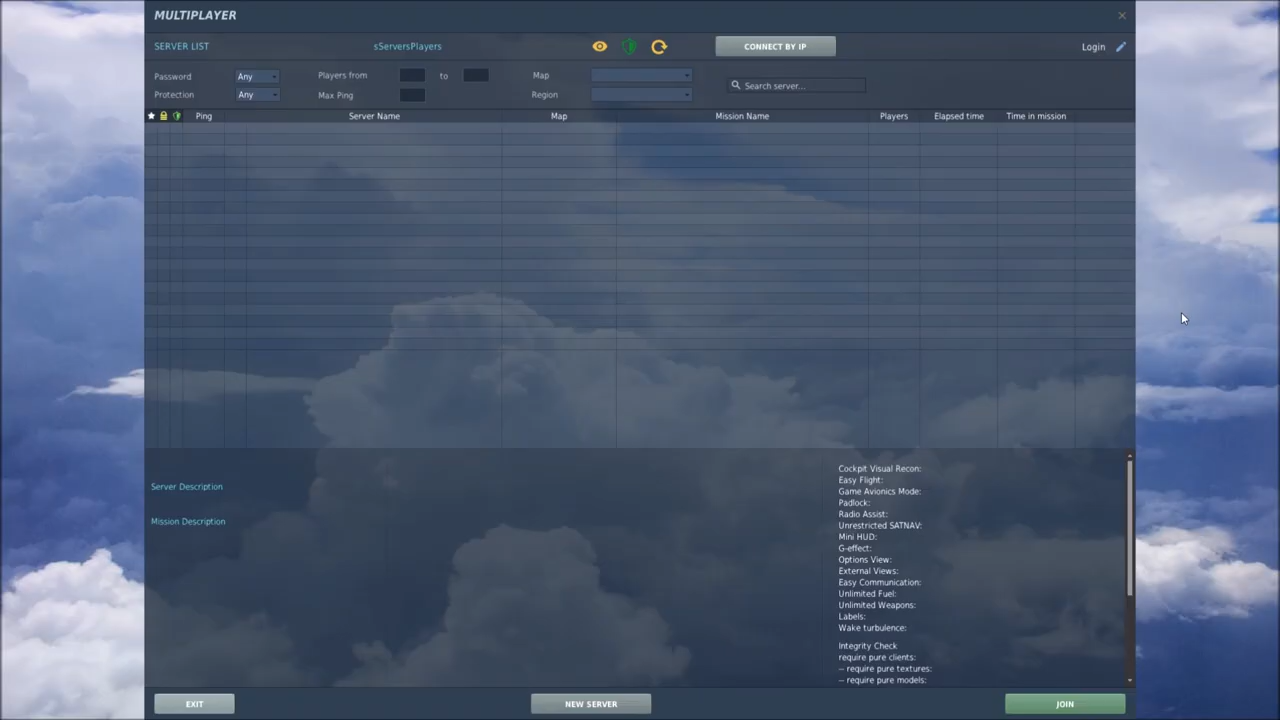 MULTIPLAYER
SERVER LIST sServersPlayers CONNECT BY IP Login
Password Any Players from to Map Search server...
Protection Any Max Ping Region
Ping Server Name Map Mission Name Players Elapsed time Time in mission
Server Description
Mission Description
Cockpit Visual Recon:
Easy Flight:
Game Avionics Mode:
Padlock:
Radio Assist:
Unrestricted SATNAV:
Mini HUD:
G-effect:
Options View:
External Views:
Easy Communication:
Unlimited Fuel:
Unlimited Weapons:
Labels:
Wake turbulence:
Integrity Check
require pure clients:
-- require pure textures:
-- require pure models:
EXIT NEW SERVER JOIN